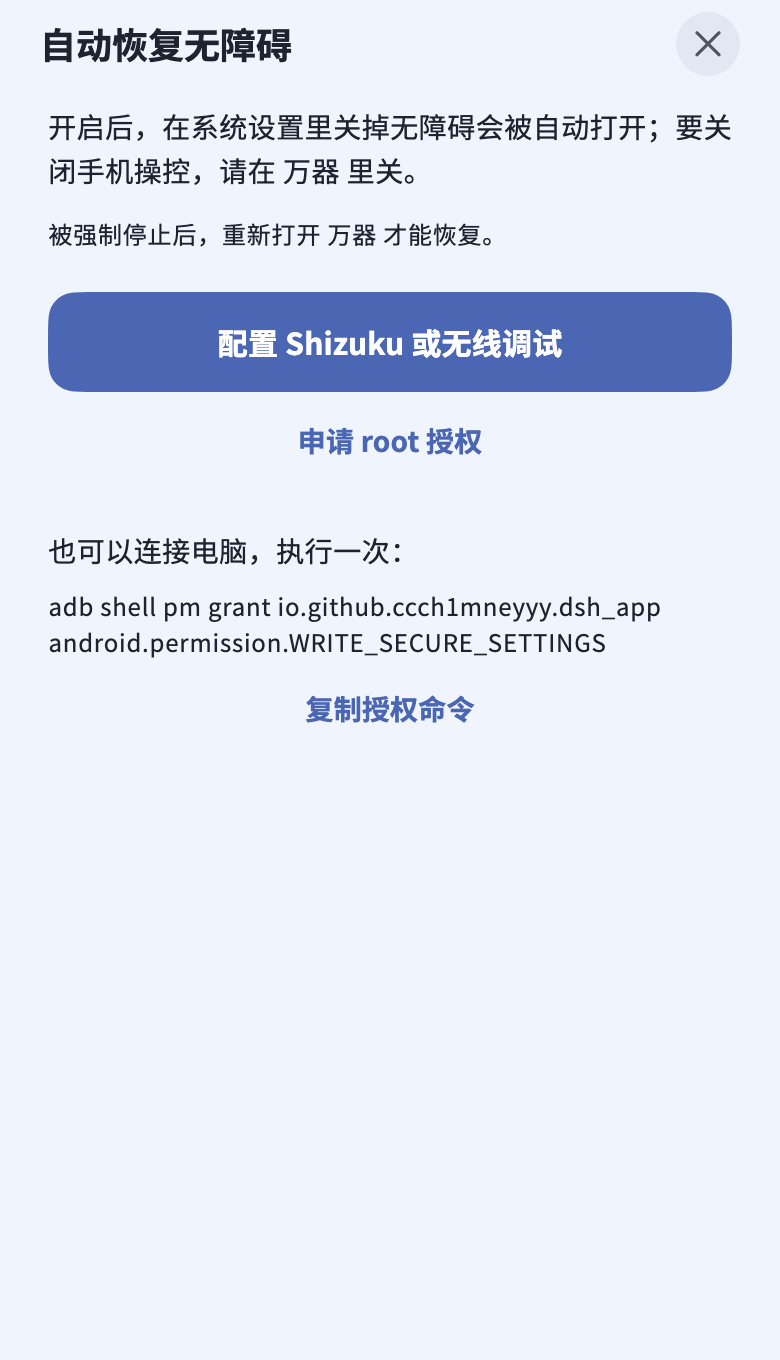 自动恢复无障碍
开启后，在系统设置里关掉无障碍会被自动打开；要关
闭手机操控，请在 万器 里关。
被强制停止后，重新打开 万器 才能恢复。
配置 Shizuku 或无线调试
申请 root 授权
也可以连接电脑，执行一次：
adb shell pm grant io.github.ccch1mneyyy.dsh_app
android.permission.WRITE_SECURE_SETTINGS
复制授权命令